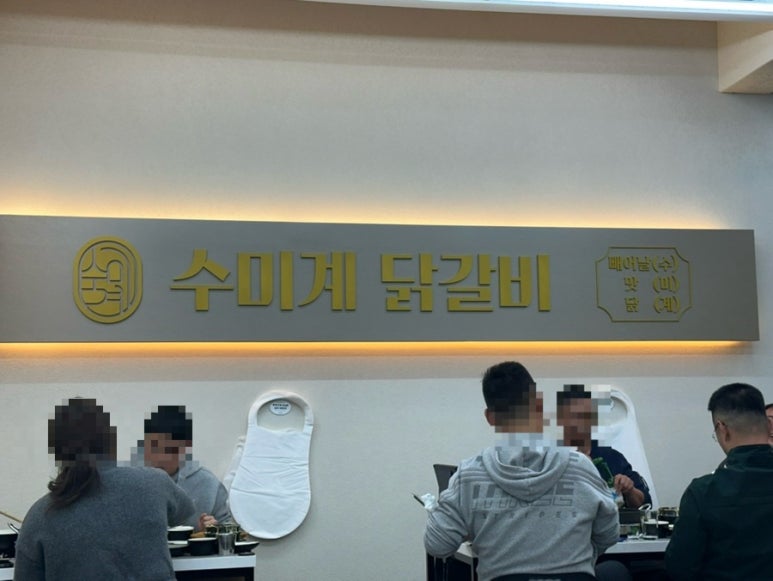 수미계 닭갈비
빼어날(수)
맛(미)
닭(계)